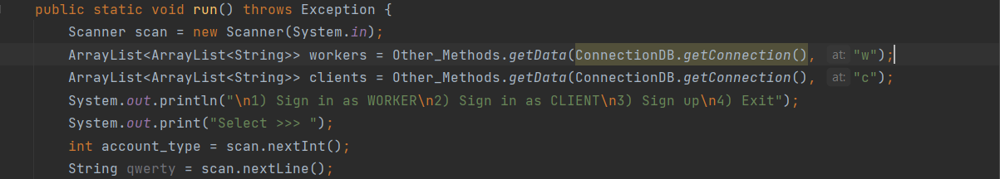 public static void run() throws Exception {
Scanner scan = new Scanner(System.in);
ArrayList<ArrayList<String>> workers = Other_Methods.getData(ConnectionDB.getConnection(), at: "w");
ArrayList<ArrayList<String>> clients = Other_Methods.getData(ConnectionDB.getConnection(), at: "c");
System.out.println("\n1) Sign in as WORKER\n2) Sign in as CLIENT\n3) Sign up\n4) Exit");
System.out.print("Select >>> ");
int account_type = scan.nextInt();
String qwerty = scan.nextLine();